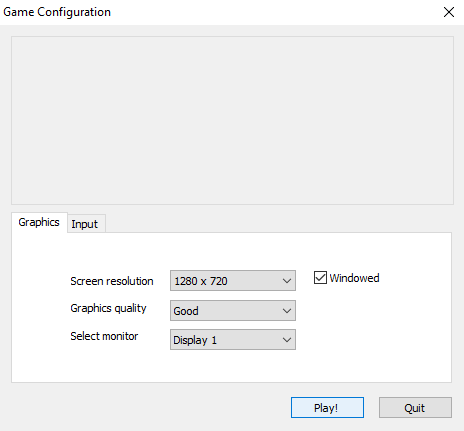 Game Configuration
Graphics Input
Screen resolution 1280 x 720 Windowed
Graphics quality Good
Select monitor Display 1
Play! Quit